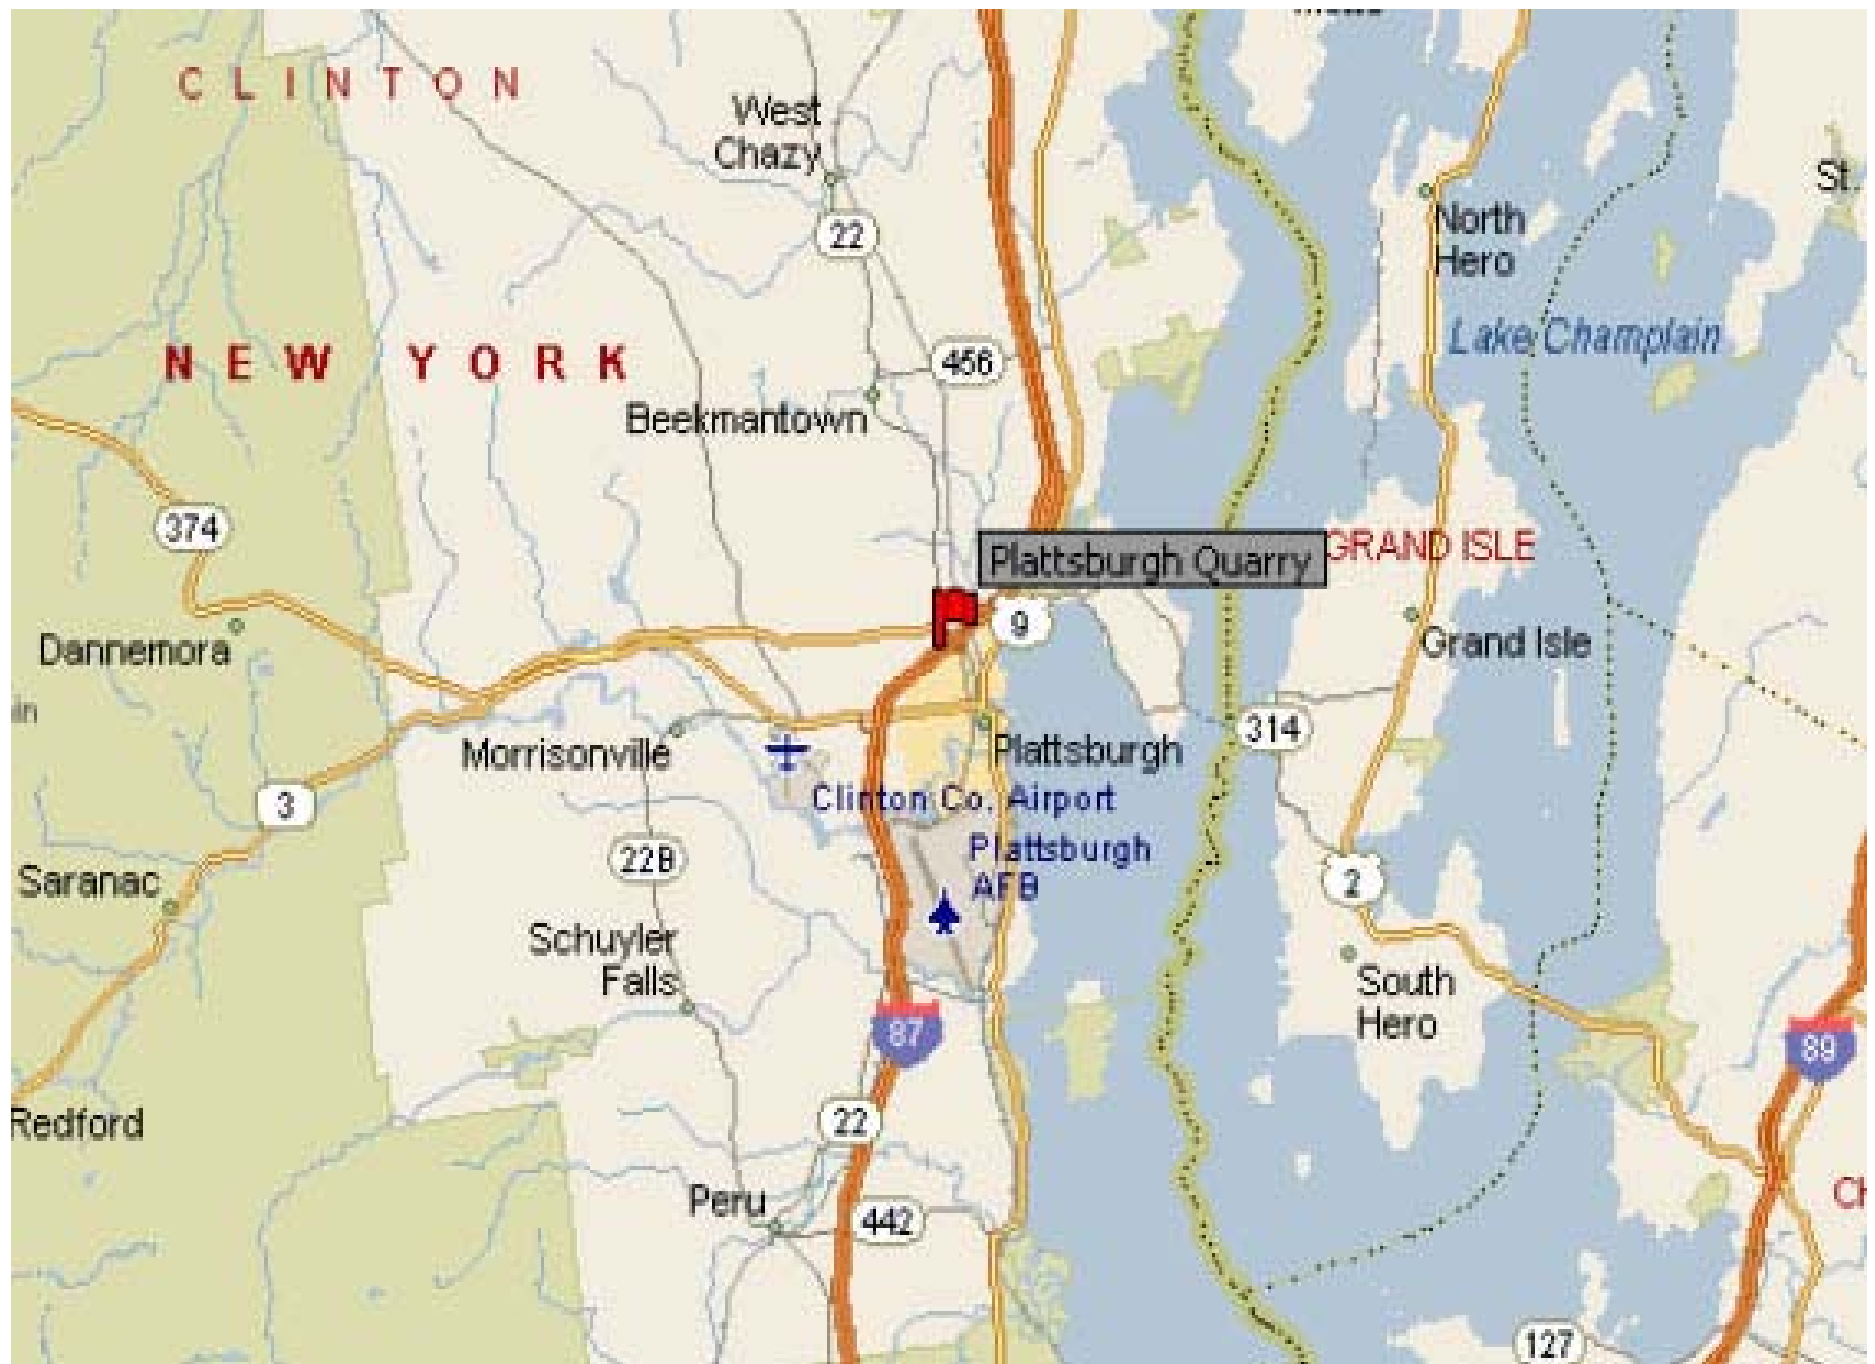 CLINTON
West
Chazy
22
North
Hero
St.
NEW YORK
Lake Champlain
456
Beekmantown
374
Plattsburgh Quarry
GRAND ISLE
9
Dannemora
Grand Isle
314
Morrisonville
Plattsburgh
3
Clinton Co. Airport
22B
Plattsburgh
AFB
2
Saranac
Schuyler
Falls
South
Hero
87
89
Redford
22
Peru
442
127